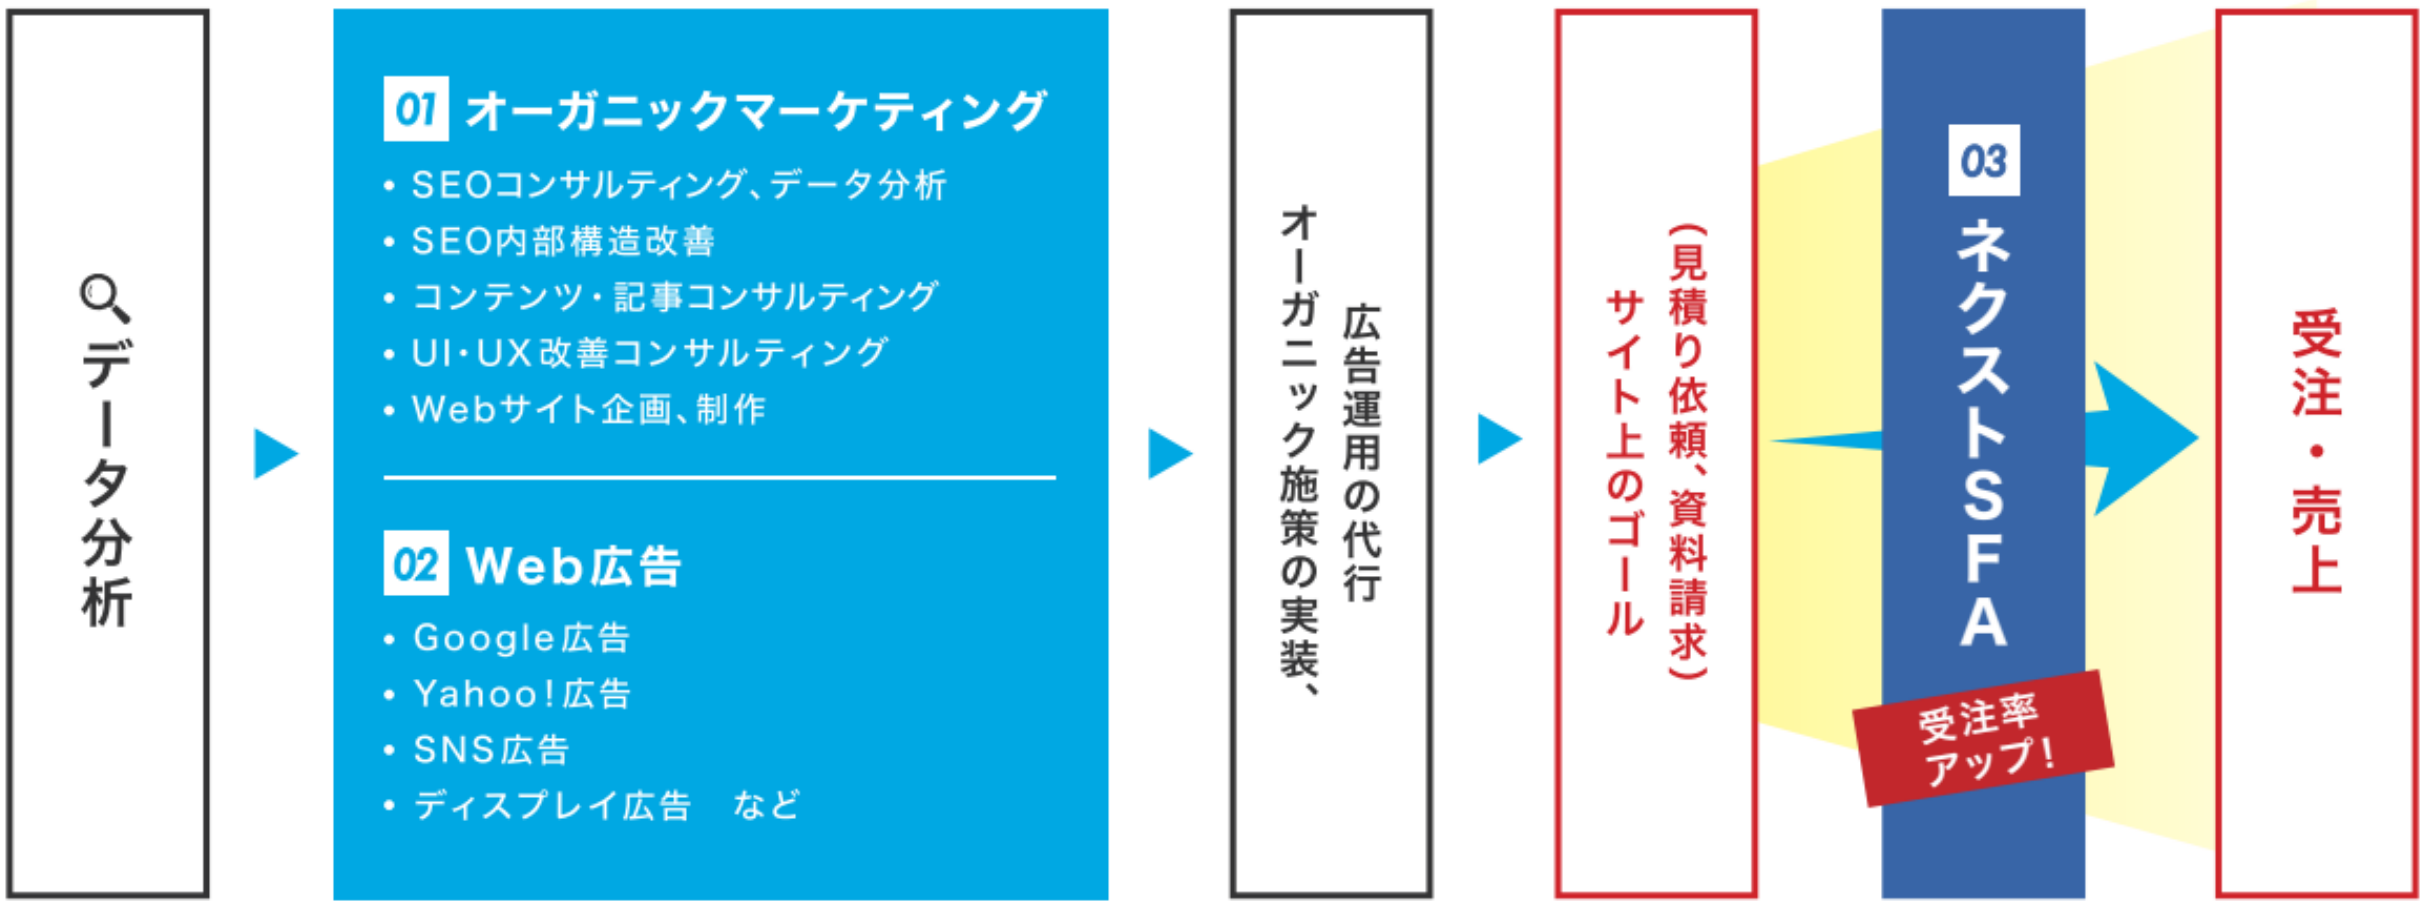 データ分析
01 オーガニックマーケティング
• SEOコンサルティング、データ分析
• SEO内部構造改善
• コンテンツ・記事コンサルティング
• UI・UX改善コンサルティング
• Webサイト企画、制作
02 Web広告
• Google広告
• Yahoo!広告
• SNS広告
• ディスプレイ広告　など
オーガニック施策の実装、
広告運用の代行
サイト上のゴール
(見積り依頼、資料請求)
03
ネクストSFA
受注率
アップ!
受注・売上